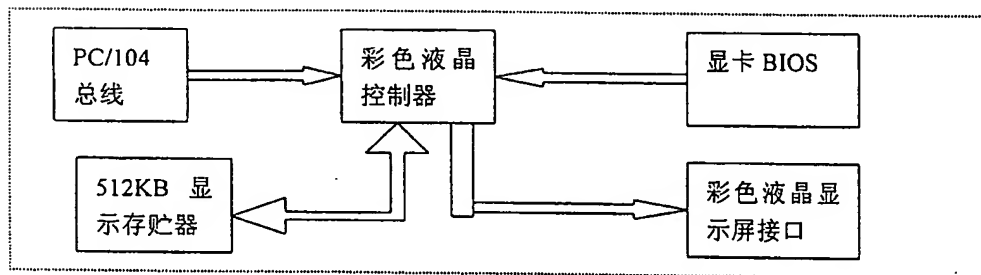 PC/104
总线
彩色液晶
控制器
显卡 BIOS
512KB 显
示存贮器
彩色液晶显
示屏接口